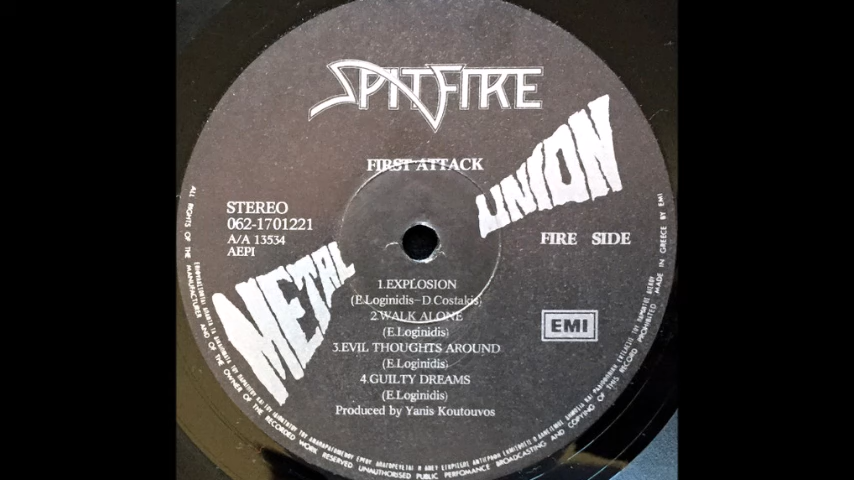 SPITFIRE
FIRST ATTACK
METAL UNION
STEREO
062-1701221
A/A 13534
AEPI
FIRE SIDE
1.EXPLOSION
(E.Loginidis-D.Costakis)
2.WALK ALONE
(E.Loginidis)
3.EVIL THOUGHTS AROUND
(E.Loginidis)
4.GUILTY DREAMS
(E.Loginidis)
Produced by Yanis Koutouvos
EMI
ALL RIGHTS OF THE MANUFACTURER AND OF THE OWNER OF THE RECORDED WORK RESERVED UNAUTHORISED PUBLIC PERFOMANCE BROADCASTING AND COPYING OF THIS RECORD PROHIBITED MADE IN GREECE BY EMI